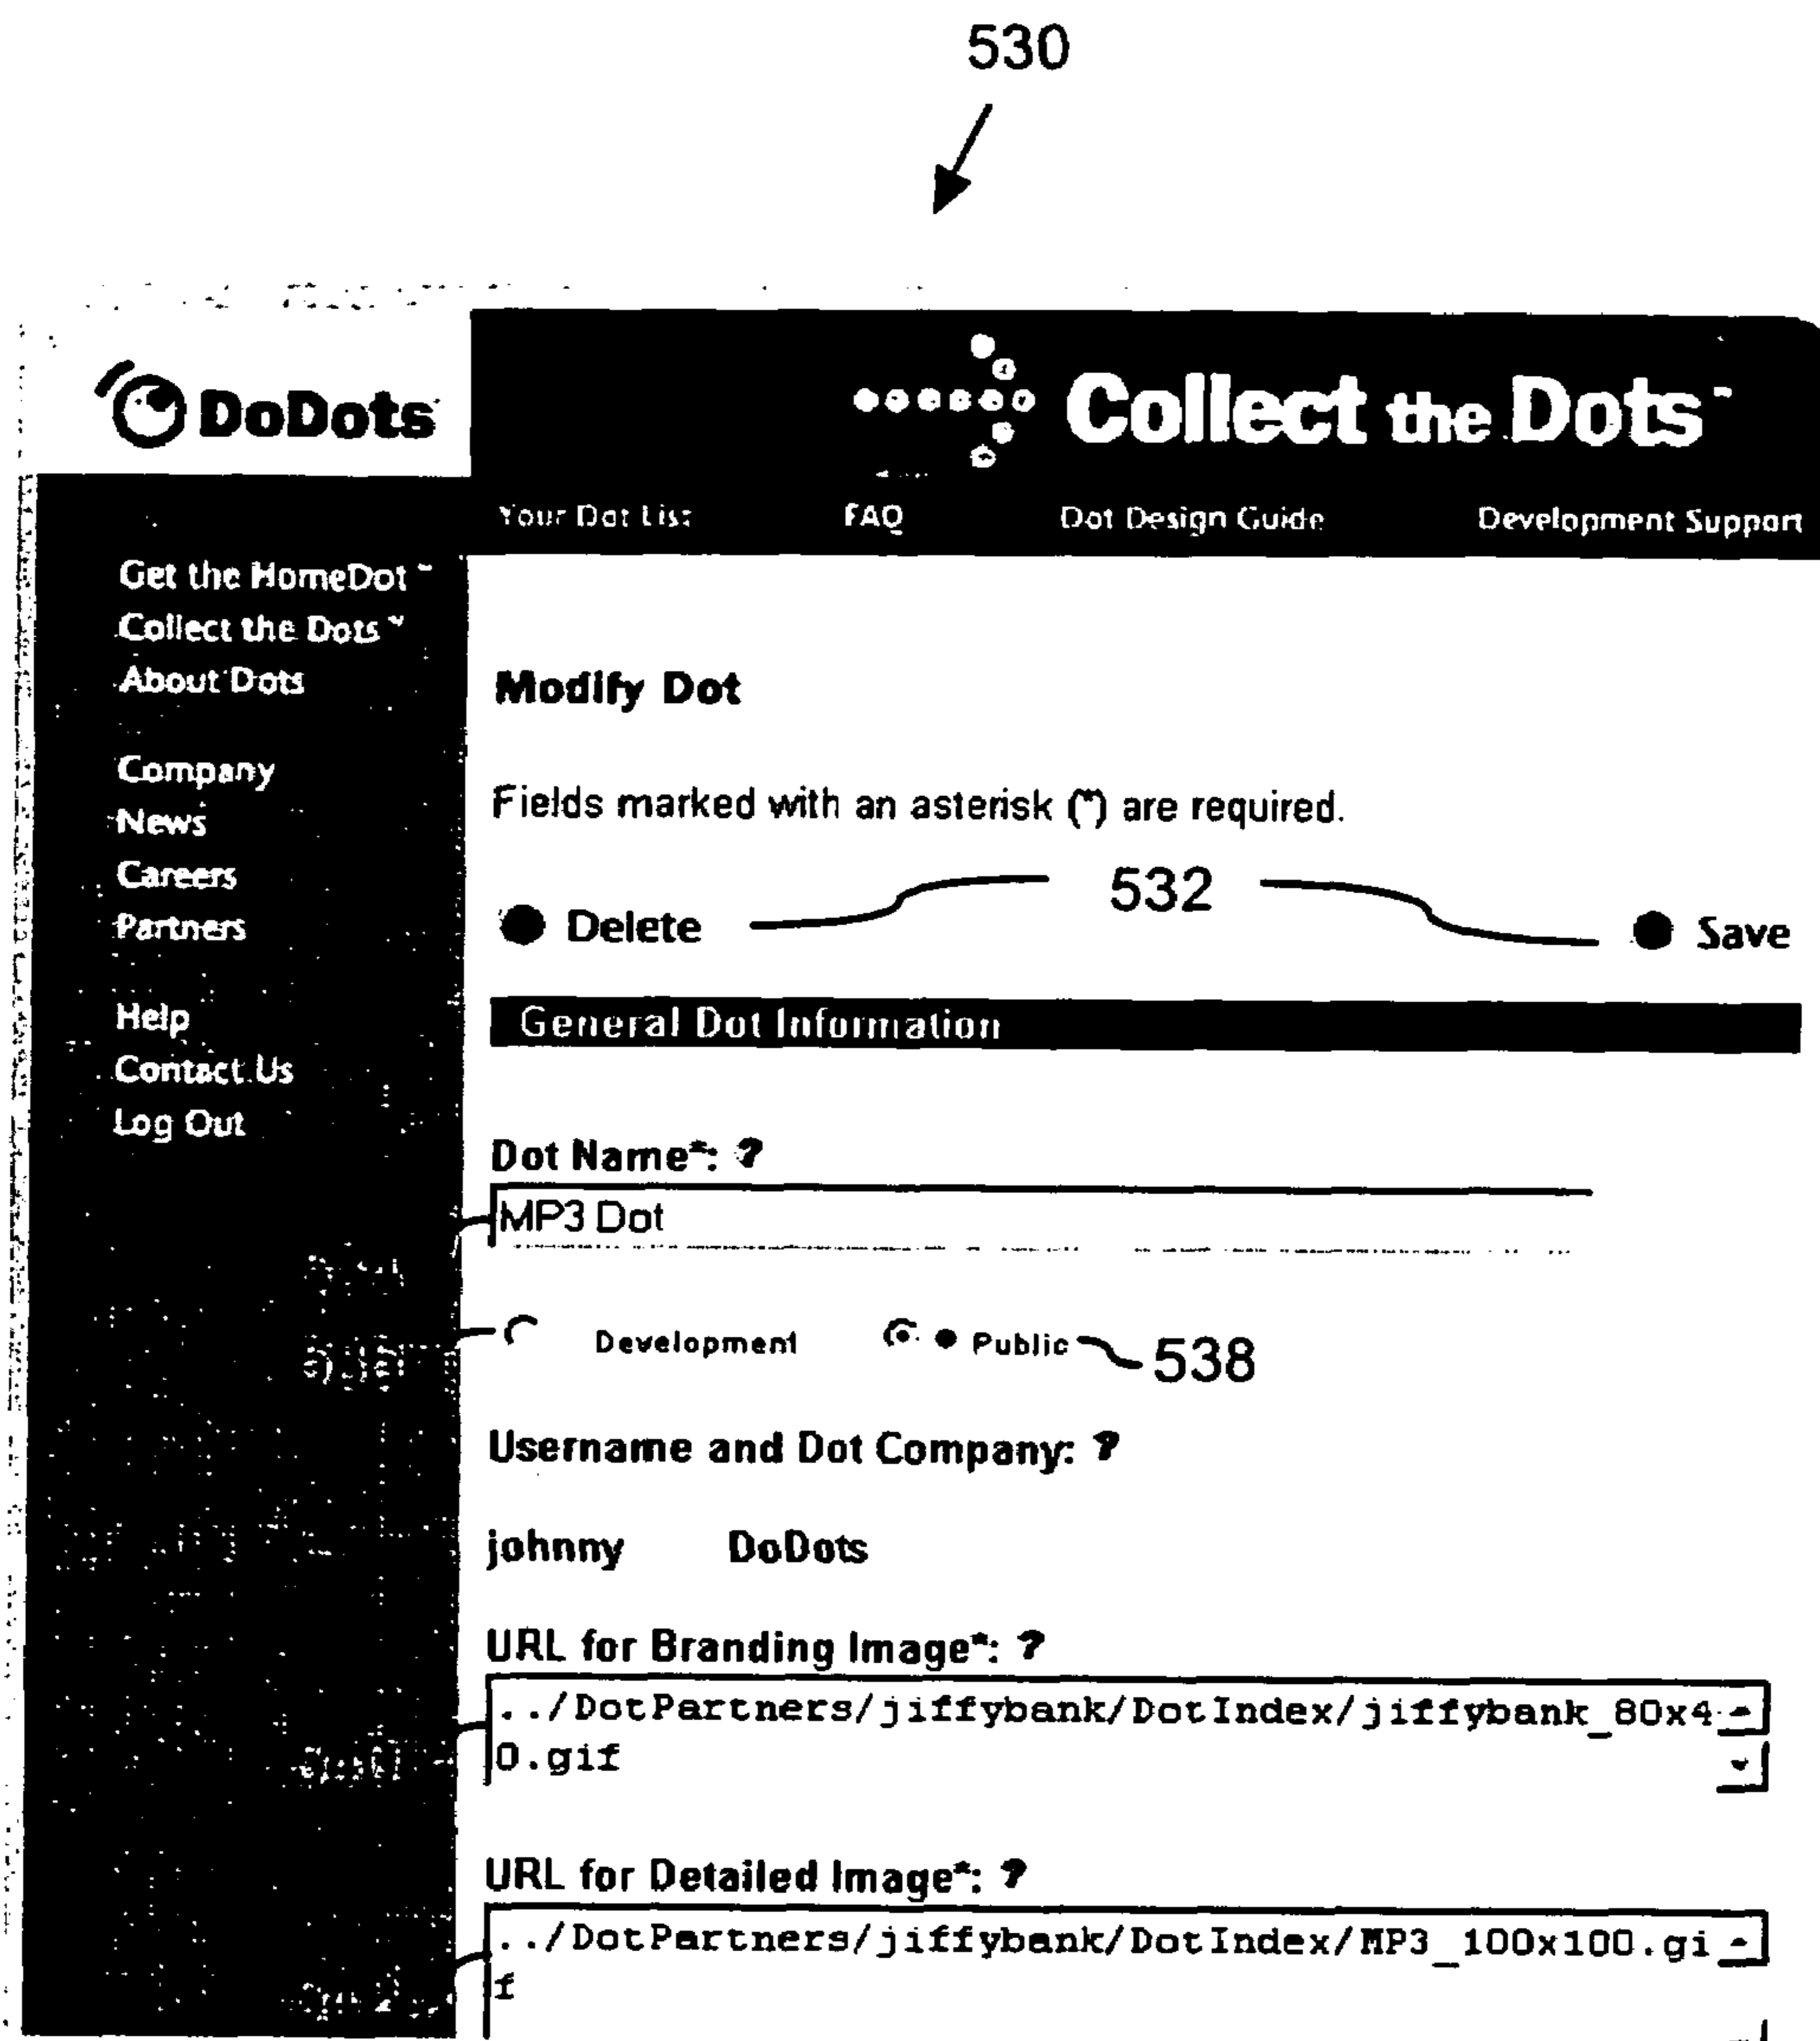 530
DoDots
Collect the Dots™
Your Dot List FAQ Dot Design Guide Development Support
Get the HomeDot™
Collect the Dots™
About Dots
Company
News
Careers
Partners
Help
Contact Us
Log Out
Modify Dot
Fields marked with an asterisk (*) are required.
Delete 532 Save
General Dot Information
Dot Name*: ?
MP3 Dot
Development Public 538
Username and Dot Company: ?
johnny DoDots
URL for Branding Image*: ?
../DotPartners/jiffybank/DotIndex/jiffybank_80x4
0.gif
URL for Detailed Image*: ?
../DotPartners/jiffybank/DotIndex/MP3_100x100.gi
f